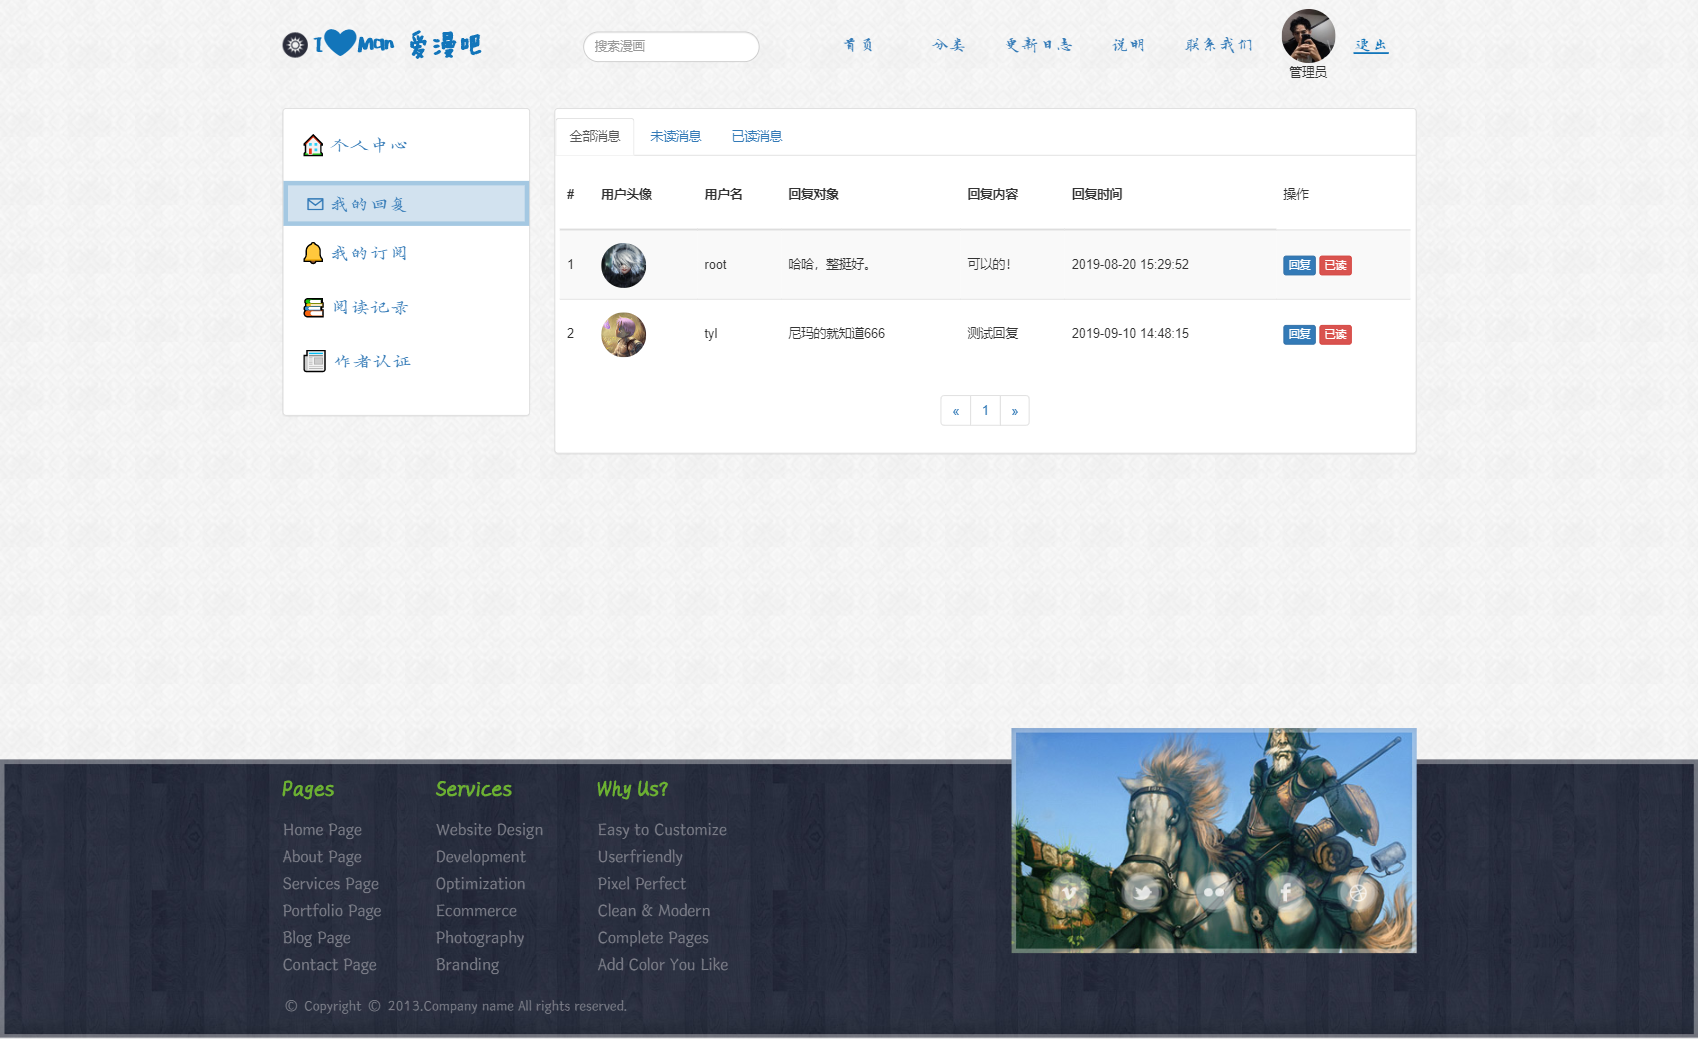 I Man 爱漫吧
搜索漫画
首页 分类 更新日志 说明 联系我们 退出
管理员
个人中心
我的回复
我的订阅
阅读记录
作者认证
全部消息 未读消息 已读消息
# 用户头像 用户名 回复对象 回复内容 回复时间 操作
1 root 哈哈，整挺好。 可以的！ 2019-08-20 15:29:52 回复 已读
2 tyl 尼玛的就知道666 测试回复 2019-09-10 14:48:15 回复 已读
« 1 »
Pages Services Why Us?
Home Page Website Design Easy to Customize
About Page Development Userfriendly
Services Page Optimization Pixel Perfect
Portfolio Page Ecommerce Clean & Modern
Blog Page Photography Complete Pages
Contact Page Branding Add Color You Like
© Copyright © 2013.Company name All rights reserved.